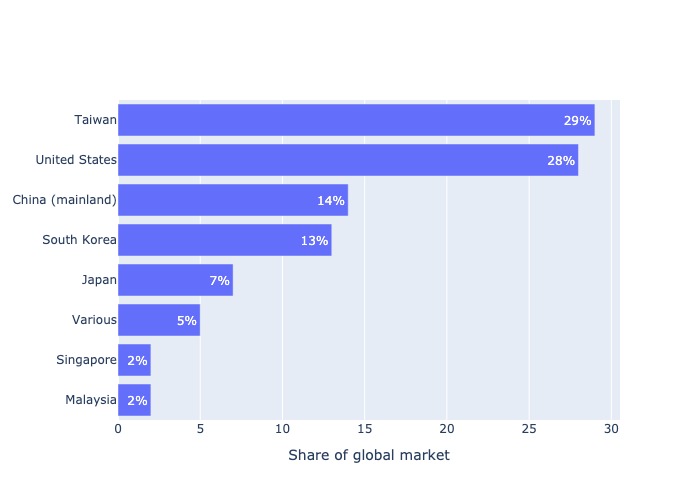 Taiwan 29%
United States 28%
China (mainland) 14%
South Korea 13%
Japan 7%
Various 5%
Singapore 2%
Malaysia 2%
0 5 10 15 20 25 30
Share of global market